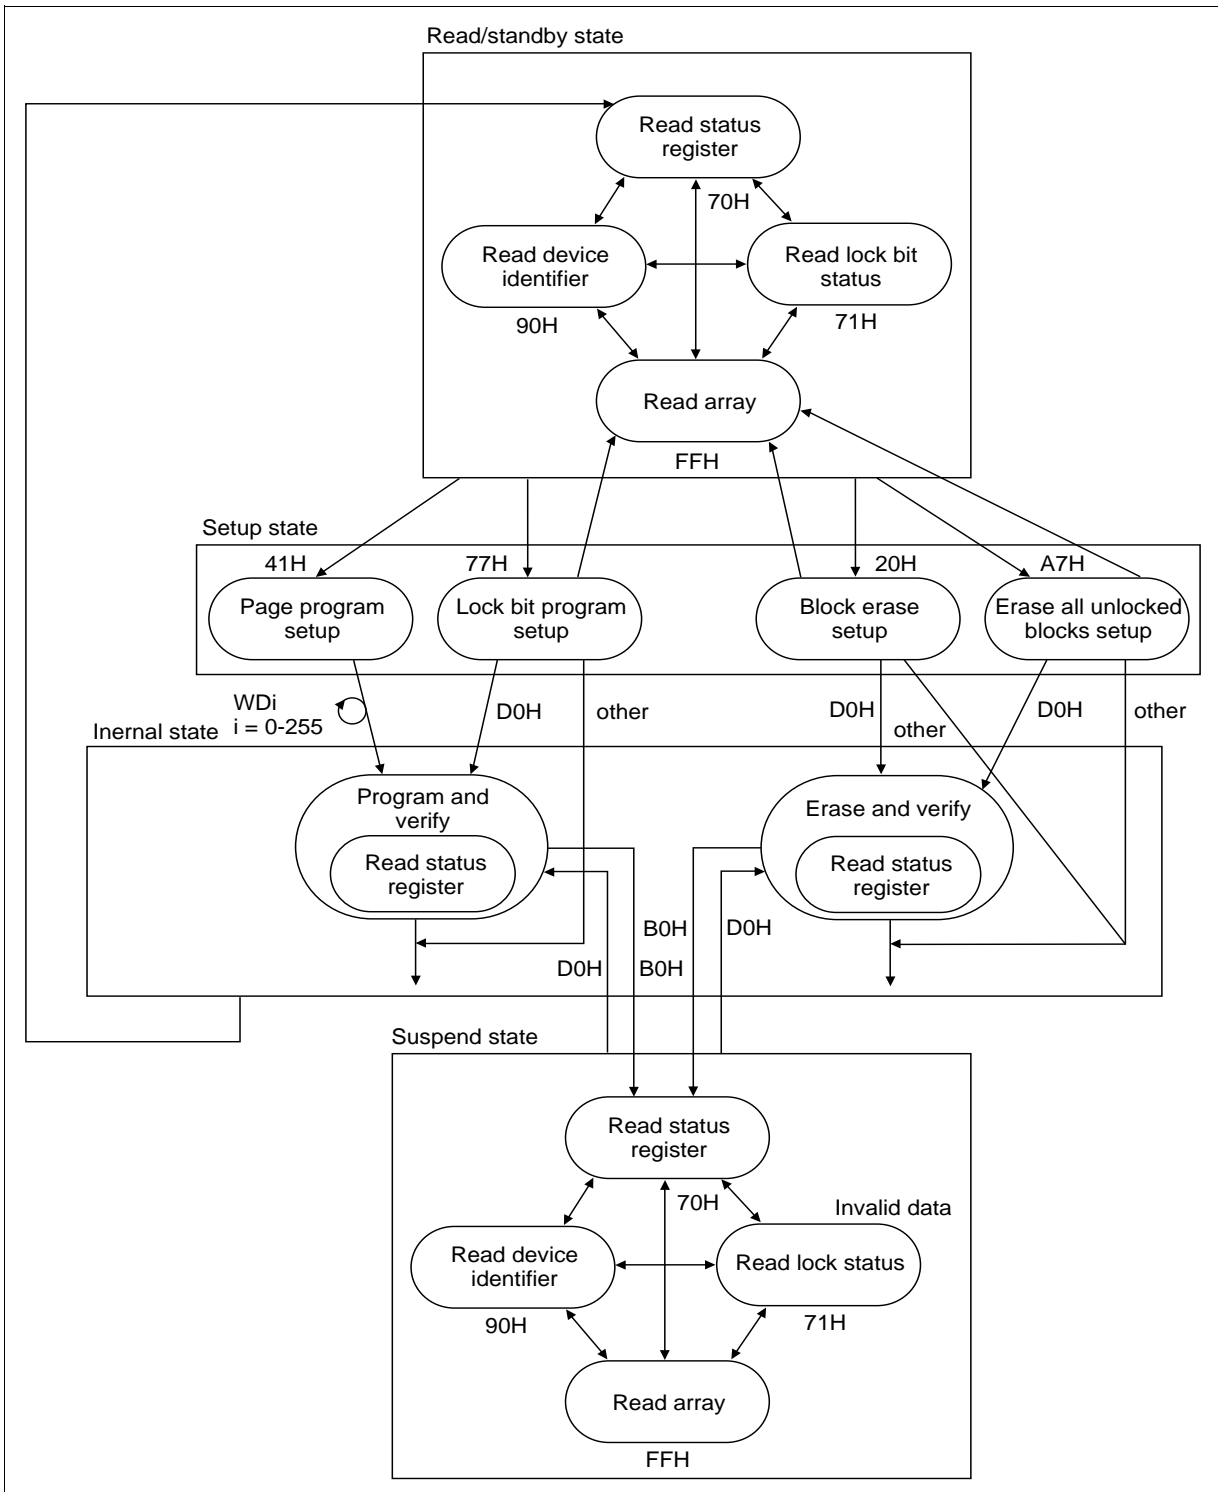 Read/standby state
Read status
register
70H
Read device
identifier
Read lock bit
status
90H
71H
Read array
FFH
Setup state
41H
77H
20H
A7H
Page program
setup
Lock bit program
setup
Block erase
setup
Erase all unlocked
blocks setup
WDi
i = 0-255
D0H
other
D0H
other
D0H
other
Inernal state
Program and
verify
Read status
register
Erase and verify
Read status
register
B0H
D0H
D0H
B0H
Suspend state
Read status
register
70H
Invalid data
Read device
identifier
Read lock status
90H
71H
Read array
FFH